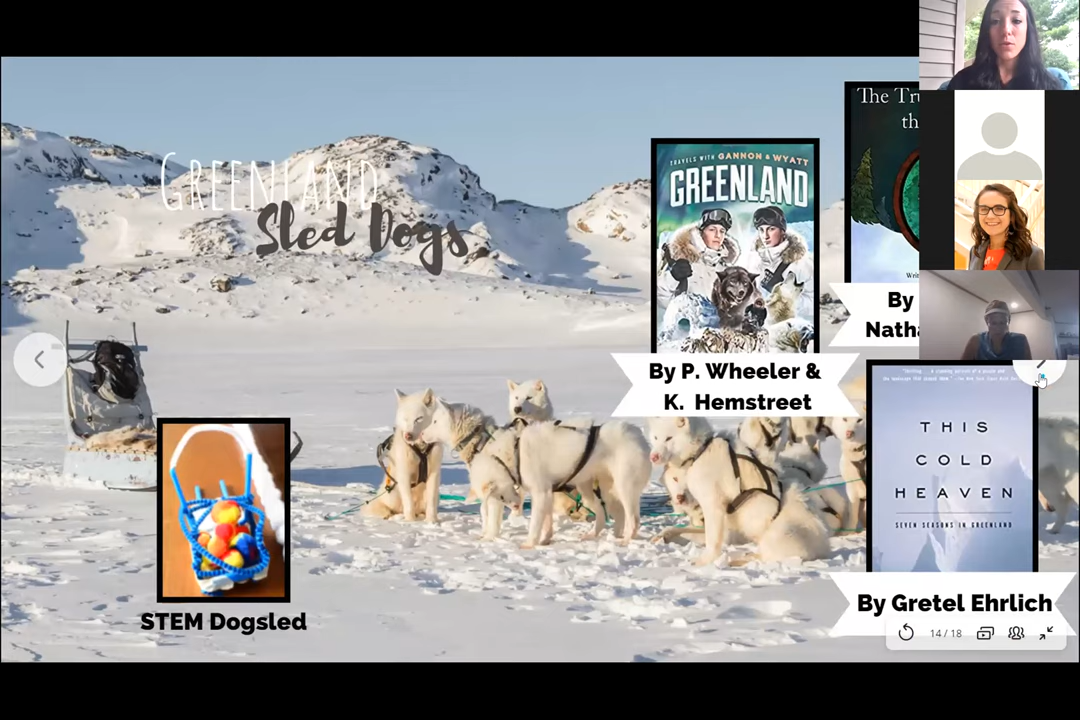 GREENLAND
Sled Dogs
TRAVELS WITH GANNON & WYATT
GREENLAND
By P. Wheeler &
K. Hemstreet
The Tru
th
By
Natha
THIS
COLD
HEAVEN
SEVEN SEASONS IN GREENLAND
By Gretel Ehrlich
STEM Dogsled
14 / 18